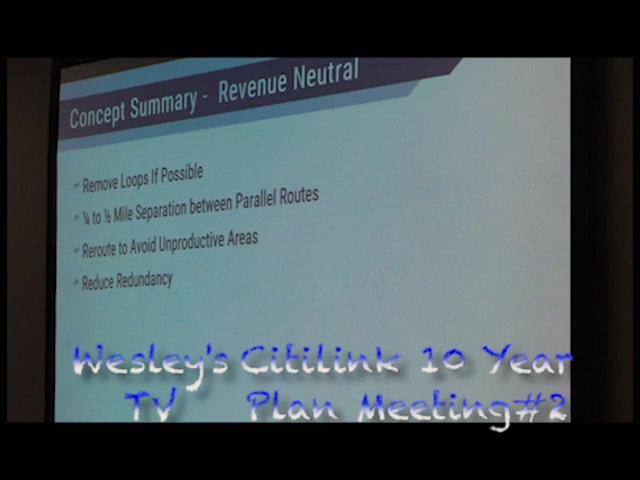 Concept Summary - Revenue Neutral
Remove Loops If Possible
¼ to ½ Mile Separation between Parallel Routes
Reroute to Avoid Unproductive Areas
Reduce Redundancy
Wesley's Citilink 10 Year
TV Plan Meeting#2